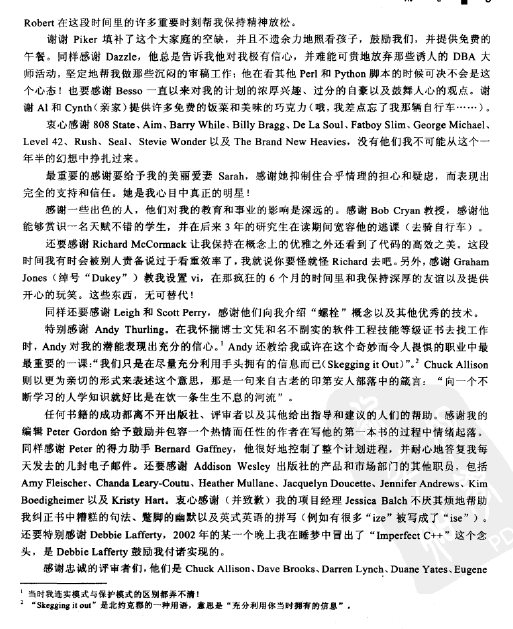 Robert 在这段时间里的许多重要时刻帮我保持精神放松。
谢谢 Piker 填补了这个大家庭的空缺，并且不遗余力地照看孩子，鼓励我们，并提供免费的
午餐。同样感谢 Dazzle，他总是告诉我他对我极有信心，并难能可贵地放弃那些诱人的 DBA 大
师活动，坚定地帮我做那些沉闷的审稿工作；他在看其他 Perl 和 Python 脚本的时候可决不会是这
个心态！也要感谢 Besso 一直以来对我的计划的浓厚兴趣、过分的自豪以及鼓舞人心的观点。谢
谢 Al 和 Cynth（亲家）提供许多免费的饭菜和美味的巧克力（哦，我差点忘了我那辆自行车……）。
衷心感谢 808 State、Aim、Barry While、Billy Bragg、De La Soul、Fatboy Slim、George Michael、
Level 42、Rush、Seal、Stevie Wonder 以及 The Brand New Heavies，没有他们我不可能从这个一
年半的幻想中挣扎过来。
最重要的感谢要给予我的美丽爱妻 Sarah，感谢她抑制住合乎情理的担心和疑虑，而表现出
完全的支持和信任。她是我心目中真正的明星！
感谢一些出色的人，他们对我的教育和事业的影响是深远的。感谢 Bob Cryan 教授，感谢他
能够赏识一名天赋不错的学生，并在后来 3 年的研究生在读期间宽容他的逃课（去骑自行车）。
还要感谢 Richard McCormack 让我保持在概念上的优雅之外还看到了代码的高效之美。这段
时间我有时会被别人责备说过于看重效率了，我就说你要怪就怪 Richard 去吧。另外，感谢 Graham
Jones（绰号“Dukey”）教我设置 vi，在那疯狂的 6 个月的时间里和我保持深厚的友谊以及提供
开心的玩笑。这些东西，无可替代！
同样还要感谢 Leigh 和 Scott Perry，感谢他们向我介绍“螺栓”概念以及其他优秀的技术。
特别感谢 Andy Thurling。在我怀揣博士文凭和名不副实的软件工程技能等级证书去找工作
时，Andy 对我的潜能表现出充分的信心。¹ Andy 还教给我或许在这个奇妙而令人畏惧的职业中最
最重要的一课：“我们只是在尽量充分利用手头拥有的信息而已(Skegging it Out)”。² Chuck Allison
则以更为亲切的形式来表述这个意思，那是一句来自古老的印第安人部落中的箴言：“向一个不
断学习的人学知识就好比是在饮一条生生不息的河流”。
任何书籍的成功都离不开出版社、评审者以及其他给出指导和建议的人们的帮助。感谢我的
编辑 Peter Gordon 给予鼓励并包容一个热情而任性的作者在写他的第一本书的过程中情绪起落。
同样感谢 Peter 的得力助手 Bernard Gaffney，他很好地控制了整个计划进程，并耐心地答复我每
天发去的几封电子邮件。还要感谢 Addison Wesley 出版社的产品和市场部门的其他职员，包括
Amy Fleischer、Chanda Leary-Coutu、Heather Mullane、Jacquelyn Doucette、Jennifer Andrews、Kim
Boedigheimer 以及 Kristy Hart。衷心感谢（并致歉）我的项目经理 Jessica Balch 不厌其烦地帮助
我纠正书中糟糕的句法、蹩脚的幽默以及英式英语的拼写（例如有很多“ize”被写成了“ise”）。
还要特别感谢 Debbie Lafferty，2002 年的某一个晚上我在睡梦中冒出了“Imperfect C++”这个念
头，是 Debbie Lafferty 鼓励我付诸实现的。
感谢忠诚的评审者们，他们是 Chuck Allison、Dave Brooks、Darren Lynch、Duane Yates、Eugene
¹ 当时我连实模式与保护模式的区别都弄不清！
² “Skegging it out”是北约克郡的一种用语，意思是“充分利用你当时拥有的信息”。